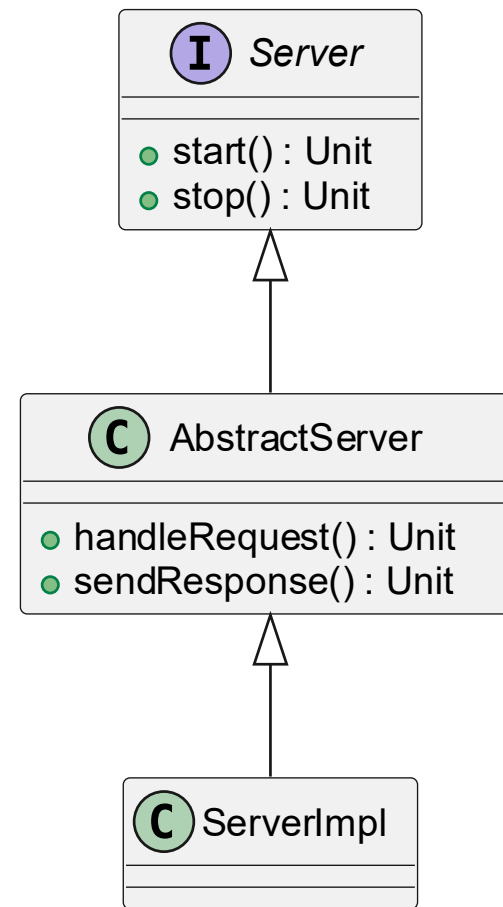 I Server
start() : Unit
stop() : Unit
C AbstractServer
handleRequest() : Unit
sendResponse() : Unit
C ServerImpl